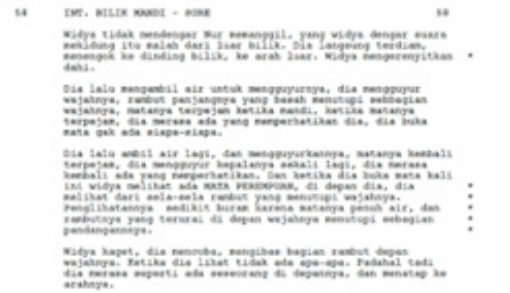 58 INT. BILIK MANDI - SORE 58
Widya tidak mendengar Nur memanggil, yang widya dengar suara
mekidung itu malah dari luar bilik. Dia langsung terdiam,
menengok ke dinding bilik, ke arah luar. Widya mengerenyitkan *
dahi.
Dia lalu mengambil air untuk mengguyurnya, dia mengguyur
wajahnya, rambut panjangnya yang basah menutupi sebbagian
wajahnya, matanya terpejam ketika mandi, ketika matanya
terpejam, dia merasa ada yang memperhatikan dia, dia buka
mata gak ada siapa-siapa.
Dia lalu ambil air lagi, dan mengguyurkannya, matanya kembali
terpejam, dia mengguyur kepalanya sekali lagi, dia merasa
kembali ada yang memperhatikan. Dan ketika dia buka mata kali
ini widya melihat ada MATA PEREMPUAN, di depan dia, dia *
melihat dari sela-sela rambut yang menutupi wajahnya. *
Penglihatannya sedikit buram karena matanya penuh air, dan *
rambutnya yang terurai di depan wajahnya menutupi sebegian *
pandangannya. *
Widya kaget, dia mencoba, mengibas bagian rambut depan
wajahnya. Ketika dia lihat tidak ada apa-apa. Padahal tadi
dia merasa seperti ada seseorang di depannya, dan menatap ke
arahnya.